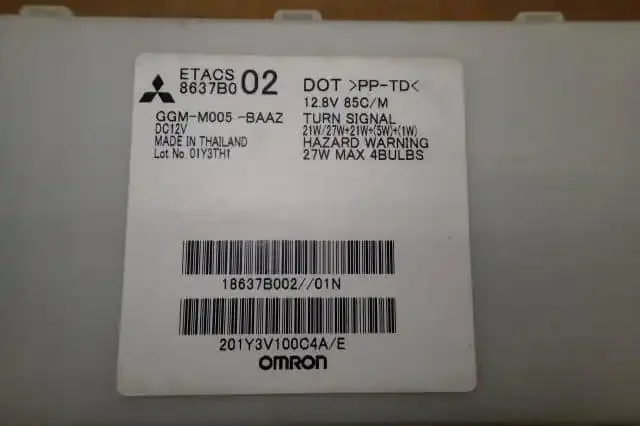 ETACS
8637B0 02
GGM-M005-BAAZ
DC12V
MADE IN THAILAND
Lot No. 01Y3TH1
DOT >PP-TD<
12.8V 85C/M
TURN SIGNAL
21W/27W+21W+(5W)+(1W)
HAZARD WARNING
27W MAX 4BULBS
18637B002//01N
201Y3V100C4A/E
OMRON